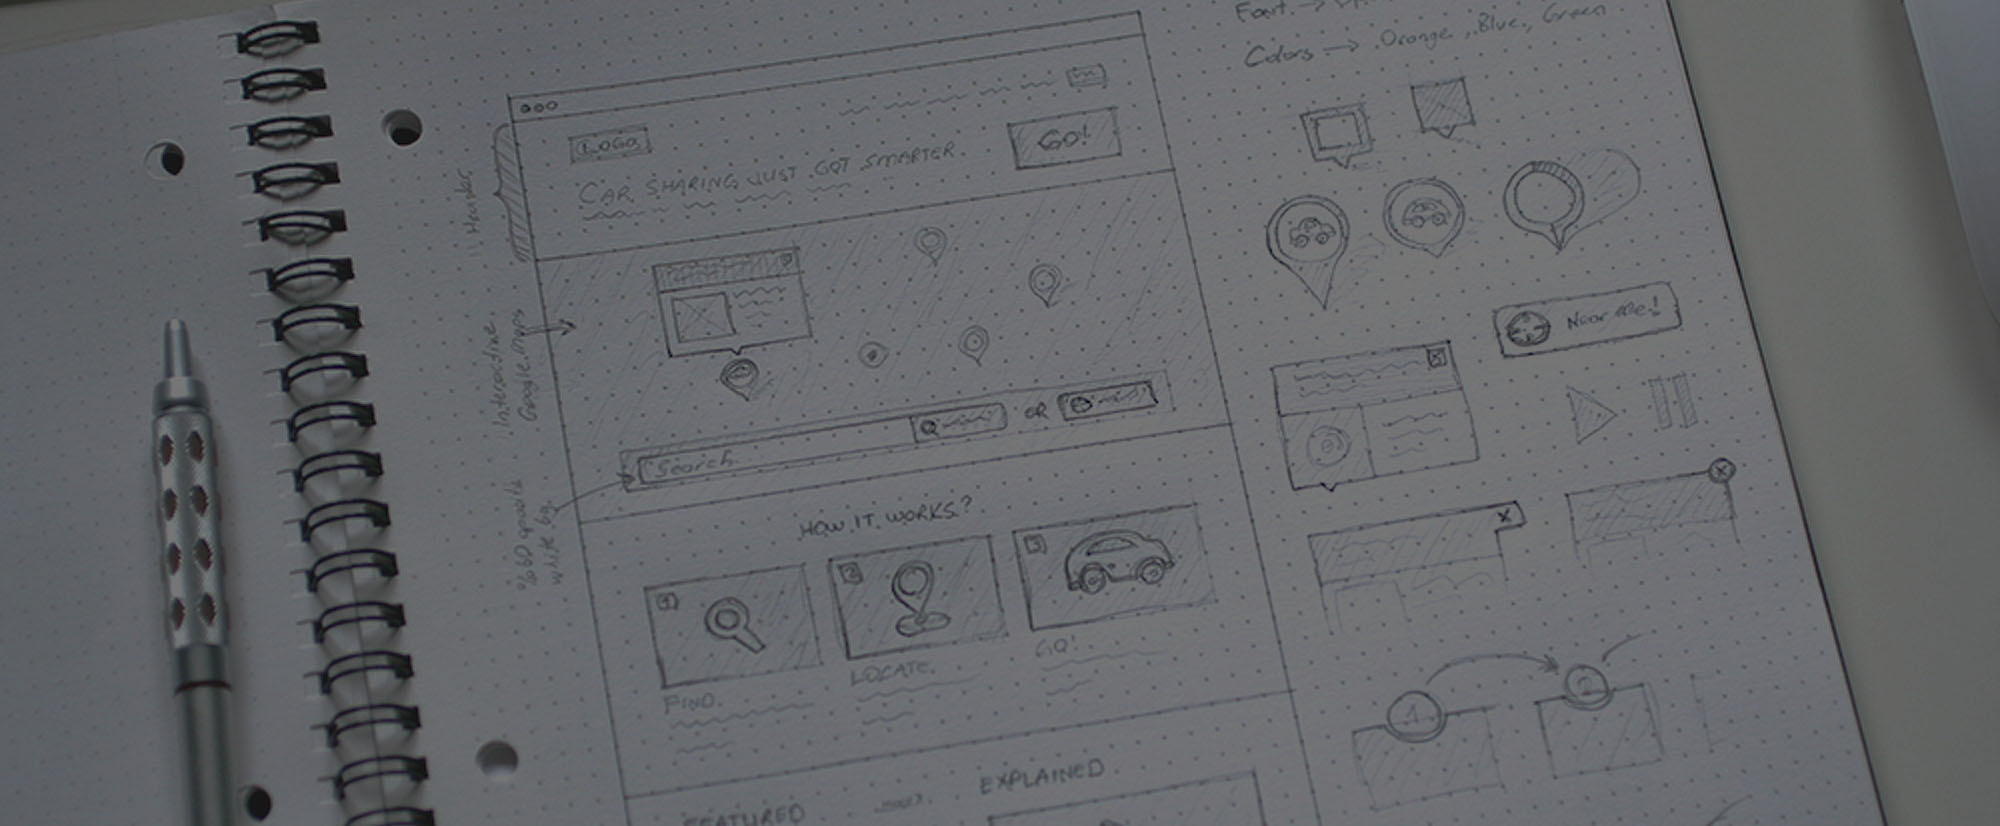 Font →
Colors → Orange, Blue, Green
LOGO
GO!
CAR SHARING JUST GOT SMARTER
Header
Interactive
Google maps
Near Me!
Search
OR
%60 opacity
white bg
HOW IT WORKS?
1
2
3
FIND.
LOCATE.
GO!
1
2
FEATURED
EXPLAINED